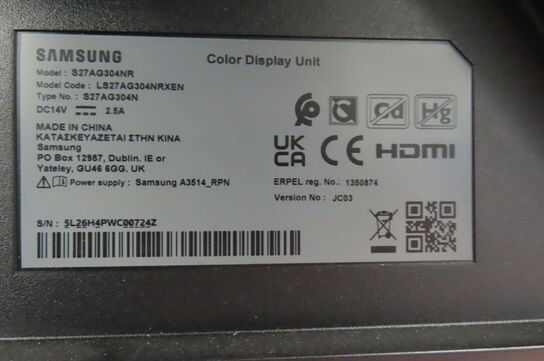 SAMSUNG
Color Display Unit
Model : S27AG304NR
Model Code : LS27AG304NRXEN
Type No. : S27AG304N
DC14V 2.5A
MADE IN CHINA
ΚΑΤΑΣΚΕΥΑΖΕΤΑΙ ΣΤΗΝ ΚΙΝΑ
Samsung
PO Box 12987, Dublin. IE or
Yateley, GU46 6GG. UK
Power supply : Samsung A3514_RPN
Cd
Hg
UK
CA
CE
HDMI
ERPEL reg. No.: 1350874
Version No : JC03
S/N : 5L26H4PWC00724Z